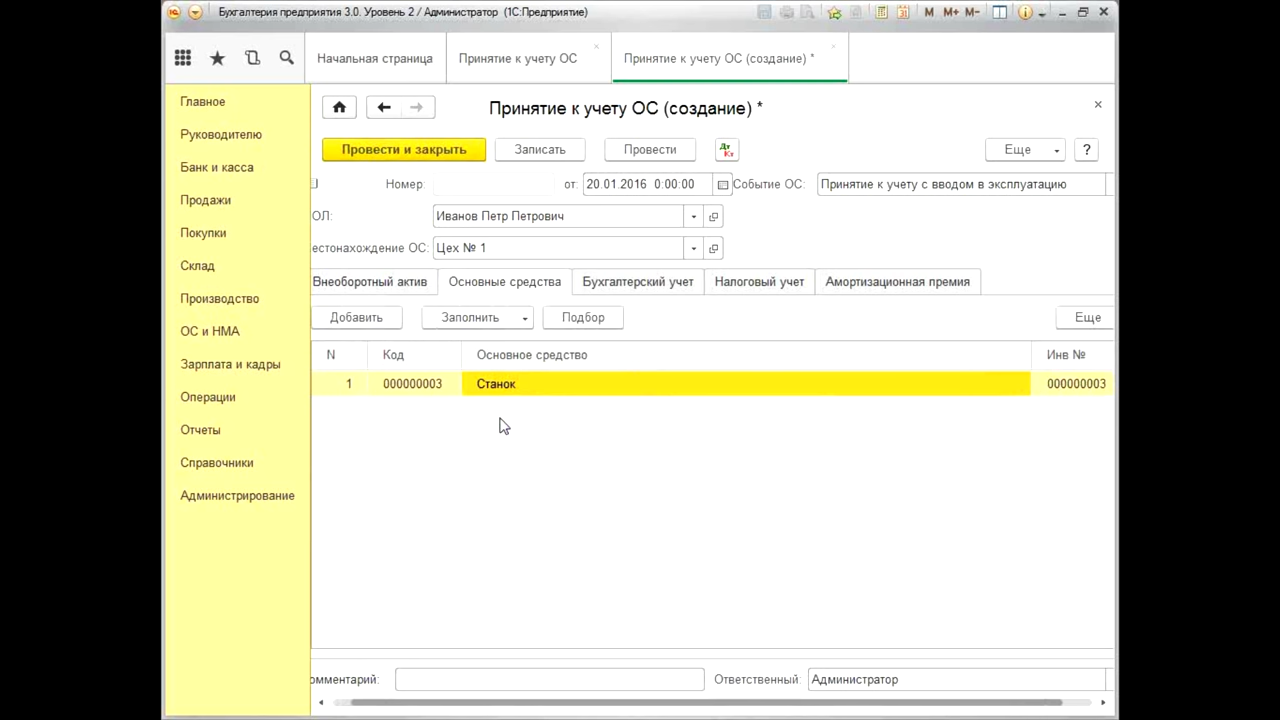 Бухгалтерия предприятия 3.0. Уровень 2 / Администратор (1С:Предприятие)
M M+ M-
Начальная страница
Принятие к учету ОС
Принятие к учету ОС (создание) *
Главное
Руководителю
Банк и касса
Продажи
Покупки
Склад
Производство
ОС и НМА
Зарплата и кадры
Операции
Отчеты
Справочники
Администрирование
Принятие к учету ОС (создание) *
Провести и закрыть Записать Провести Дт Кт Еще ?
Номер: от: 20.01.2016 0:00:00 Событие ОС: Принятие к учету с вводом в эксплуатацию
ОЛ: Иванов Петр Петрович
естонахождение ОС: Цех № 1
Внеоборотный актив Основные средства Бухгалтерский учет Налоговый учет Амортизационная премия
Добавить Заполнить Подбор Еще
N Код Основное средство Инв №
1 000000003 Станок 000000003
омментарий: Ответственный: Администратор